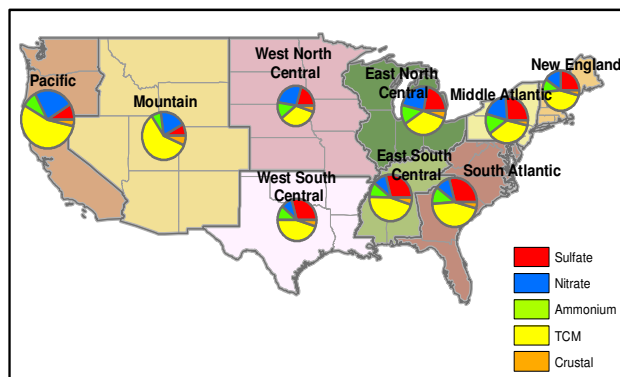 New England
West North
Central
East North
Central
Pacific
Middle Atlantic
Mountain
East South
Central
South Atlantic
West South
Central
Sulfate
Nitrate
Ammonium
TCM
Crustal